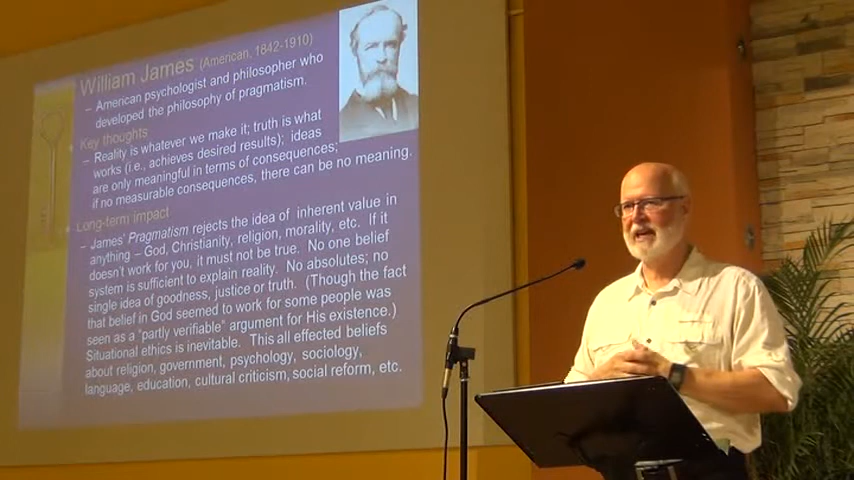 William James (American, 1842-1910)
– American psychologist and philosopher who
developed the philosophy of pragmatism.
Key thoughts
– Reality is whatever we make it; truth is what
works (i.e., achieves desired results); ideas
are only meaningful in terms of consequences;
if no measurable consequences, there can be no meaning.
Long-term impact
– James' Pragmatism rejects the idea of inherent value in
anything – God, Christianity, religion, morality, etc. If it
doesn't work for you, it must not be true. No one belief
system is sufficient to explain reality. No absolutes; no
single idea of goodness, justice or truth. (Though the fact
that belief in God seemed to work for some people was
seen as a "partly verifiable" argument for His existence.)
Situational ethics is inevitable. This all effected beliefs
about religion, government, psychology, sociology,
language, education, cultural criticism, social reform, etc.